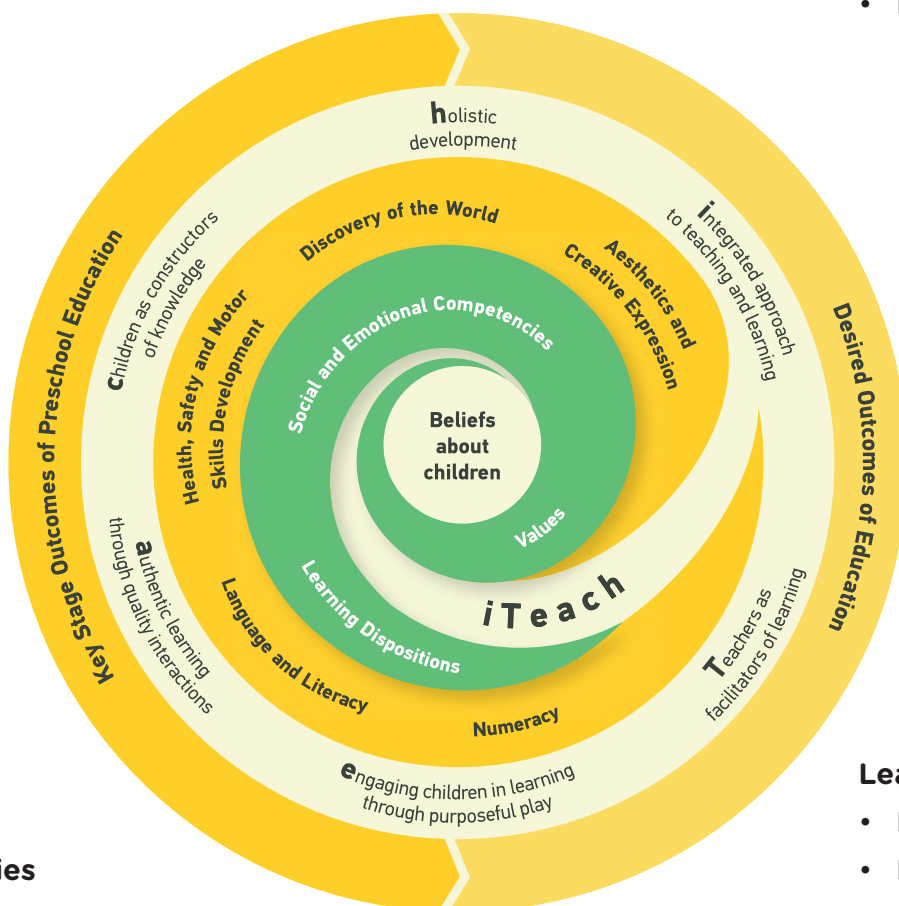 Key Stage Outcomes of Preschool Education
Desired Outcomes of Education
holistic
development
integrated approach
to teaching and learning
Teachers as
facilitators of learning
engaging children in learning
through purposeful play
authentic learning
through quality interactions
Children as constructors
of knowledge
Discovery of the World
Aesthetics and
Creative Expression
Health, Safety and Motor
Skills Development
Language and Literacy
Numeracy
Social and Emotional Competencies
Values
Learning Dispositions
iTeach
Beliefs
about
children